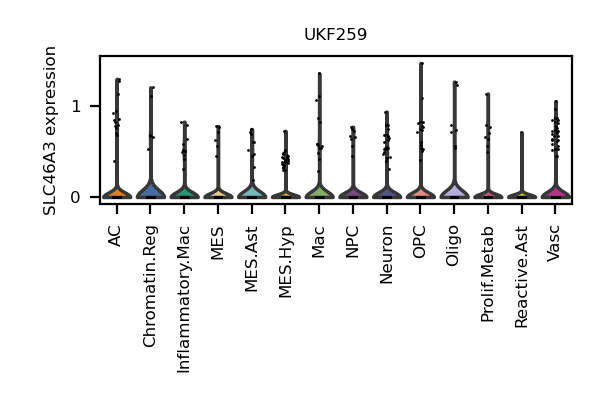 UKF259
SLC46A3 expression
1
0
AC
Chromatin.Reg
Inflammatory.Mac
MES
MES.Ast
MES.Hyp
Mac
NPC
Neuron
OPC
Oligo
Prolif.Metab
Reactive.Ast
Vasc